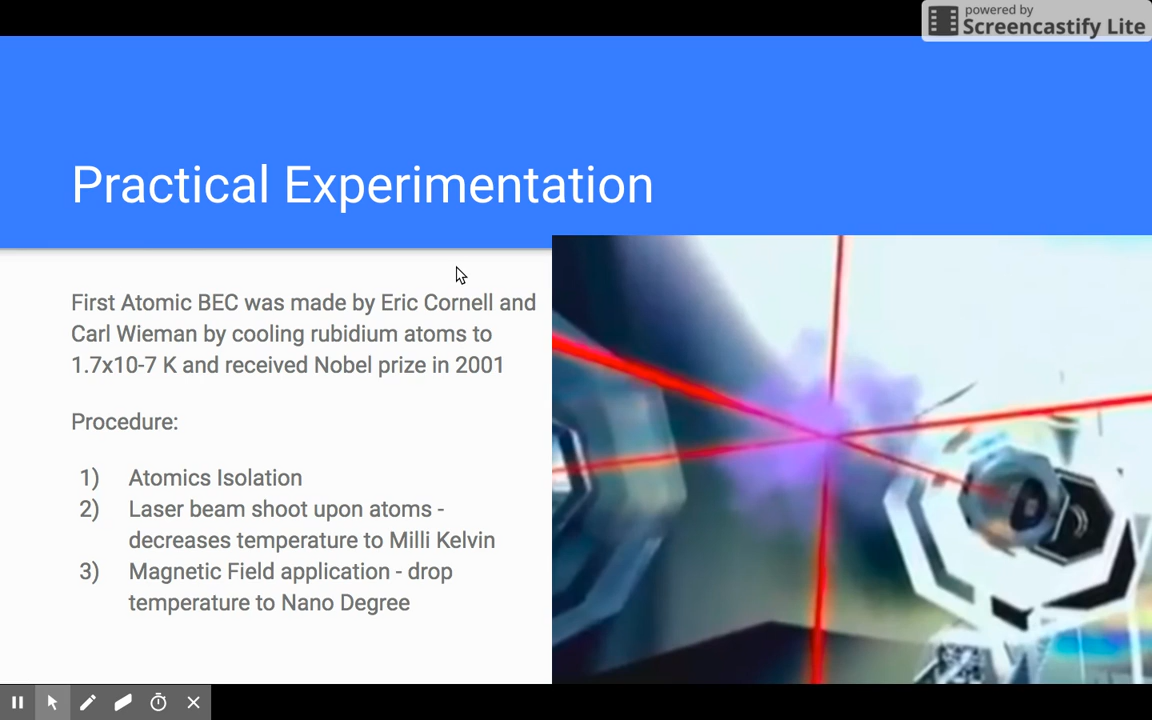 powered by
Screencastify Lite
Practical Experimentation
First Atomic BEC was made by Eric Cornell and
Carl Wieman by cooling rubidium atoms to
1.7x10-7 K and received Nobel prize in 2001
Procedure:
1) Atomics Isolation
2) Laser beam shoot upon atoms -
decreases temperature to Milli Kelvin
3) Magnetic Field application - drop
temperature to Nano Degree